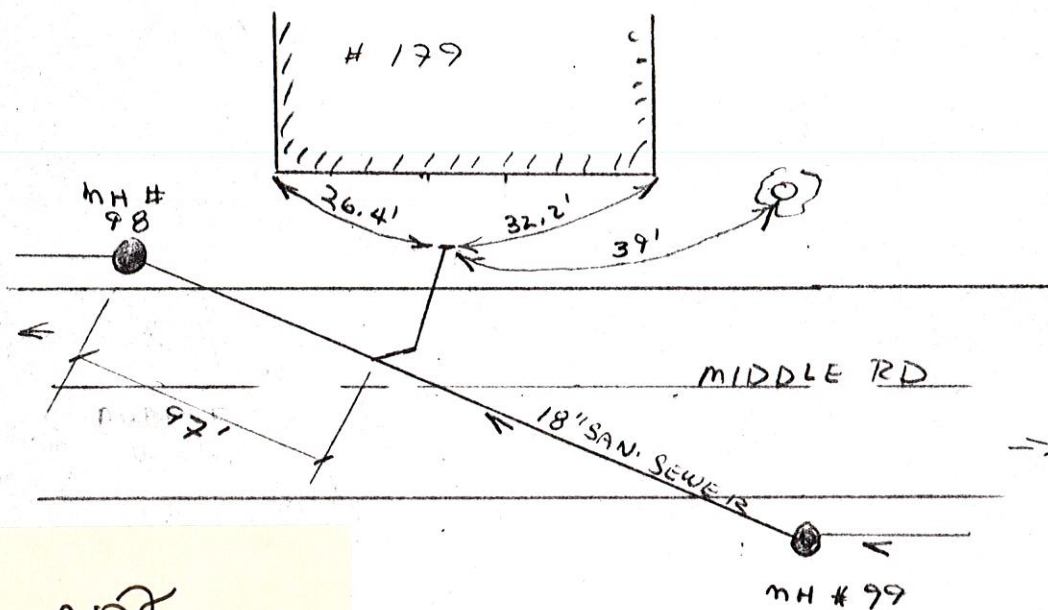 # 179
MH #
98
26.4'
32.2'
39'
MIDDLE RD
97'
18" SAN. SEWER
MH # 99